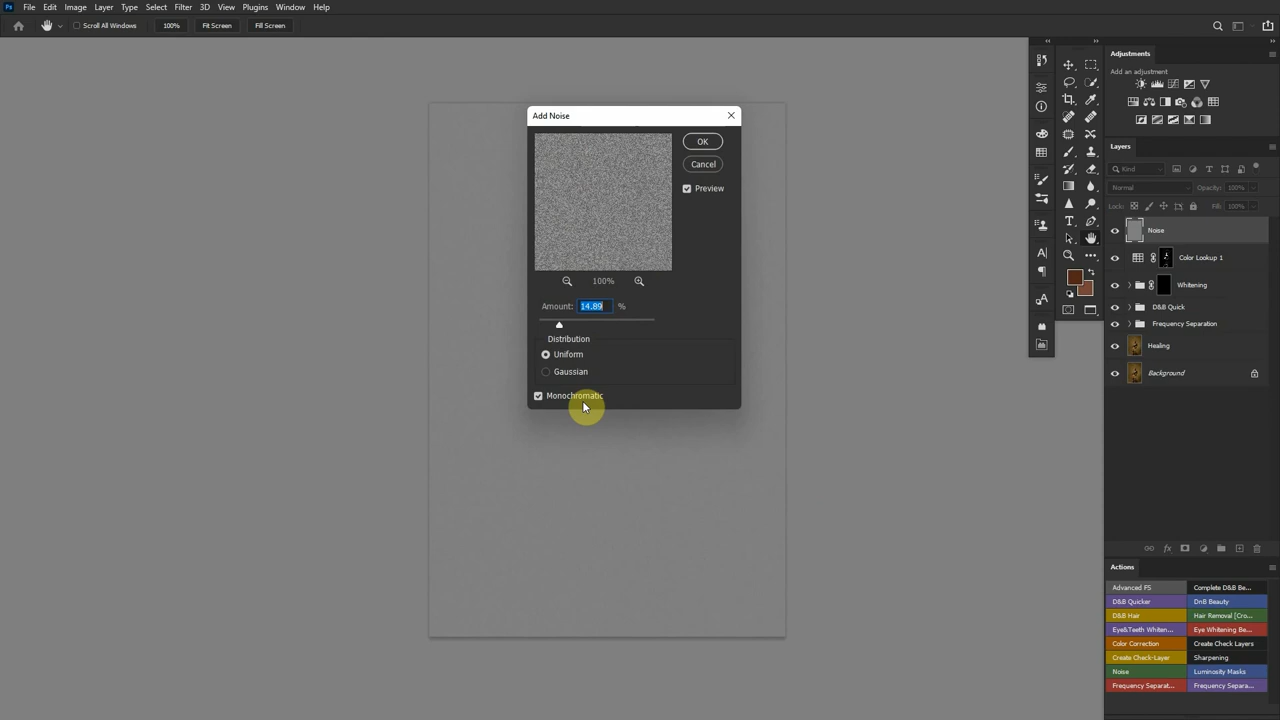 Ps File Edit Image Layer Type Select Filter 3D View Plugins Window Help
Scroll All Windows 100% Fit Screen Fill Screen
Adjustments
Add an adjustment
Add Noise
OK
Cancel
Preview
100%
Amount: 14.89 %
Distribution
Uniform
Gaussian
Monochromatic
Layers
Kind
Normal Opacity: 100%
Lock: Fill: 100%
Noise
Color Lookup 1
Whitening
D&B Quick
Frequency Separation
Healing
Background
Actions
Advanced FS Complete D&B Be...
D&B Quicker DnB Beauty
D&B Hair Hair Removal [Cro...
Eye&Teeth Whiten... Eye Whitening Be...
Color Correction Create Check Layers
Create Check-Layer Sharpening
Noise Luminosity Masks
Frequency Separat... Frequency Separa...